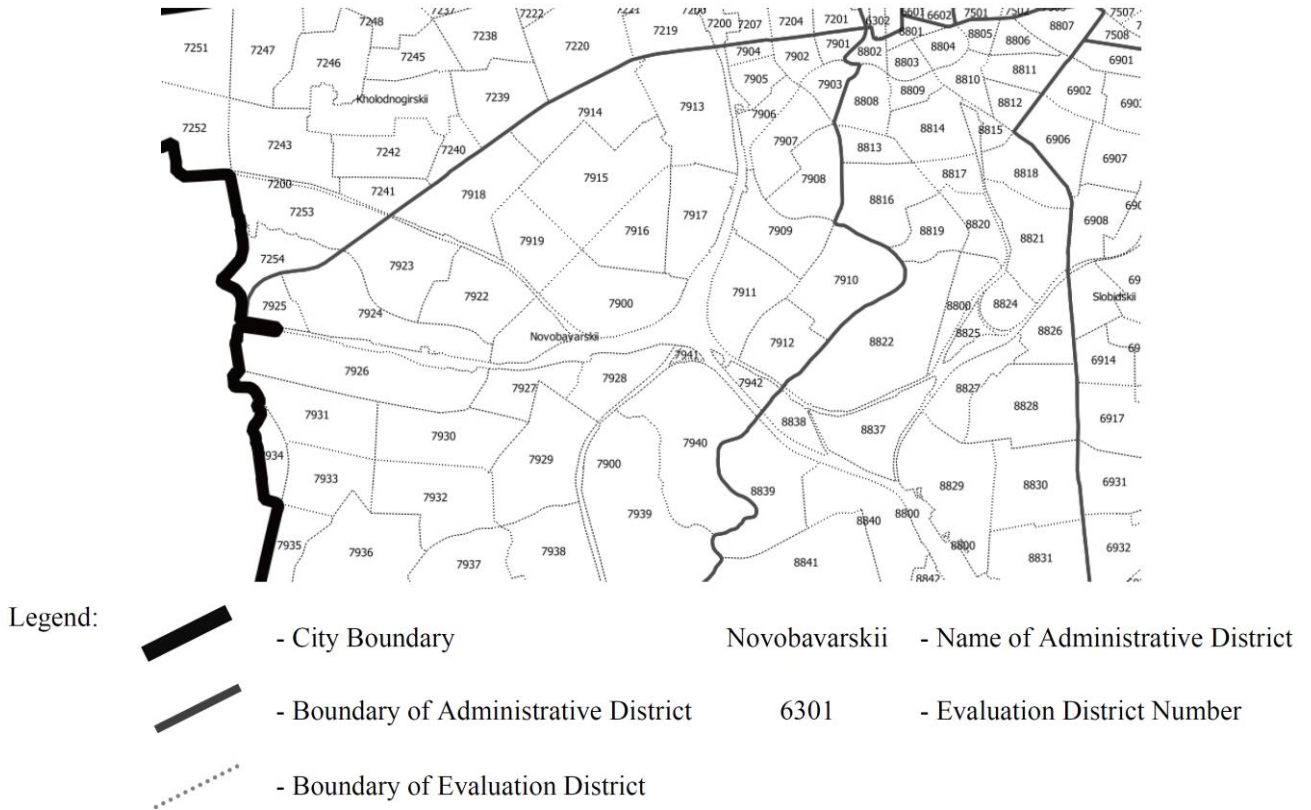 7237 7222 7221 7200
7248 7207 7204 7201 6302 6601 6602 7501 7502 7507
7251 7247 7245 7238 7220 7219 7200 8801 8805 8807
7246 7904 7902 7901 8802 8804 8806 7508
7239 7905 7903 8803 8810 8811 6901
Kholodnogirskii 7914 7913 7906 8808 8809 8812 6902
7252 7243 7242 7240 7907 8813 8814 8815 6906
7200 7241 7918 7915 7908 8816 8817 8818 6907
7253 7917 6908
7254 7923 7919 7916 7909 8819 8820 8821
7925 7924 7922 7900 7911 7910 8800 8824 Slobidskii
Novobavarskii 7912 8822 8825 8826
7926 7941 6914
7927 7928 7942 8827
7931 7930 7940 8838 8837 8828 6917
7934 7933 7929 7900 8829 8830 6931
7932 7939 8839 8840 8800
7935 7936 7937 7938 8841 8800 8831 6932
8842
Legend:
- City Boundary Novobavarskii - Name of Administrative District
- Boundary of Administrative District 6301 - Evaluation District Number
- Boundary of Evaluation District